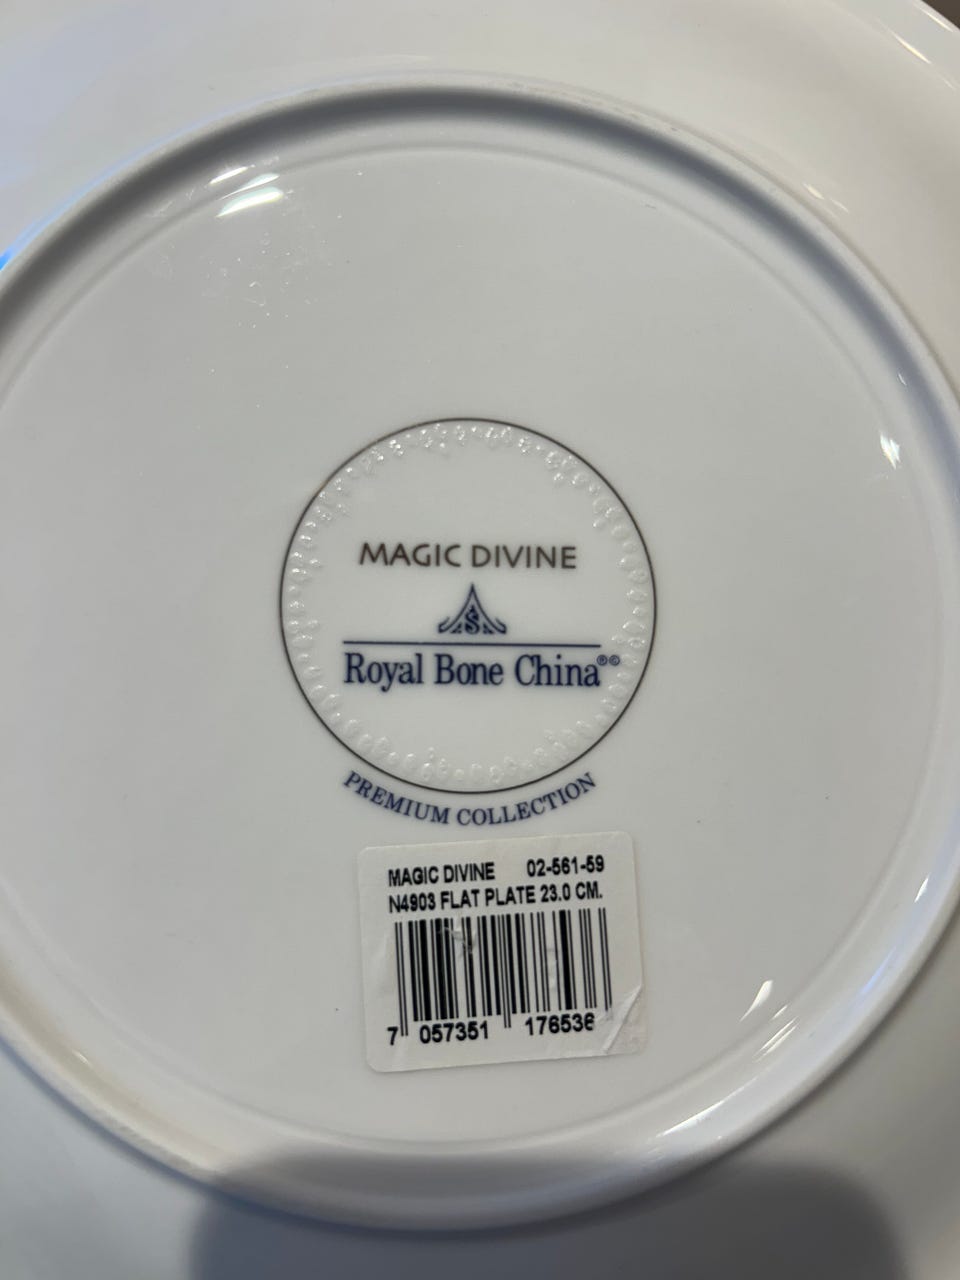 MAGIC DIVINE
Royal Bone China®©
PREMIUM COLLECTION
MAGIC DIVINE 02-561-59
N4903 FLAT PLATE 23.0 CM.
7 057351 176536